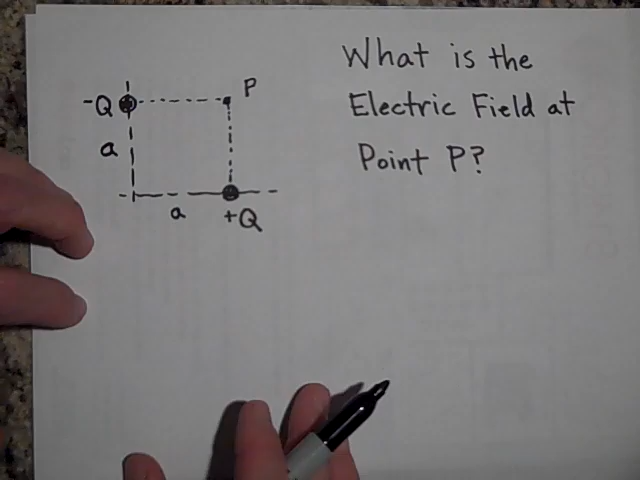 What is the
Electric Field at
Point P?
-Q
P
a
a
+Q